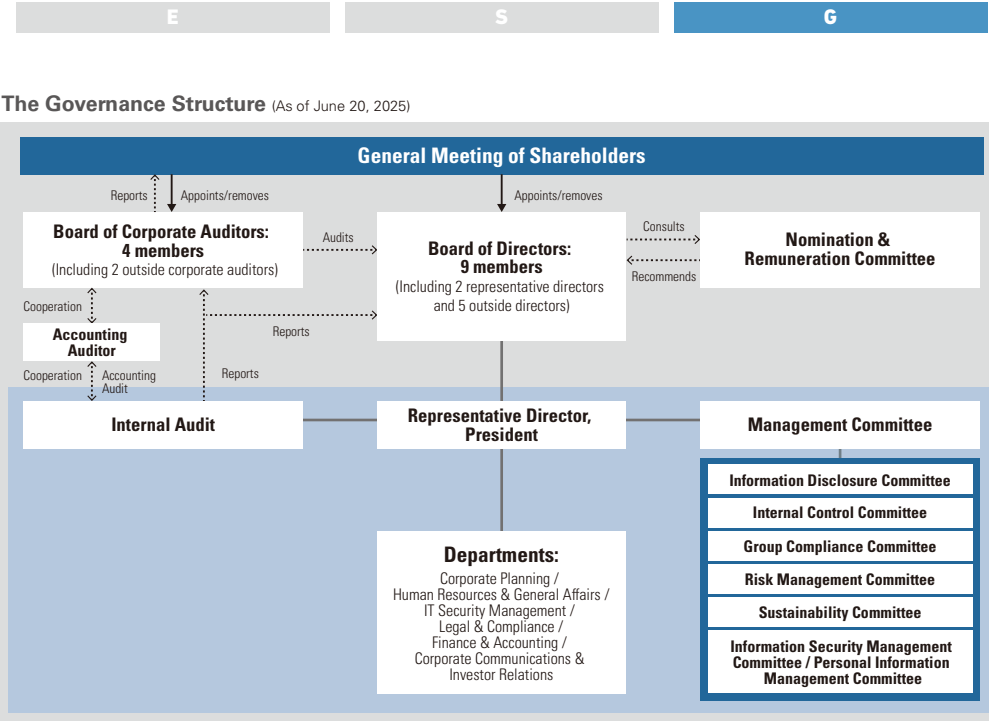 E
S
G
The Governance Structure (As of June 20, 2025)
General Meeting of Shareholders
Reports
Appoints/removes
Appoints/removes
Board of Corporate Auditors:
4 members
(Including 2 outside corporate auditors)
Audits
Board of Directors:
9 members
(Including 2 representative directors
and 5 outside directors)
Consults
Recommends
Nomination &
Remuneration Committee
Cooperation
Reports
Accounting
Auditor
Cooperation
Accounting
Audit
Reports
Internal Audit
Representative Director,
President
Management Committee
Information Disclosure Committee
Internal Control Committee
Group Compliance Committee
Risk Management Committee
Sustainability Committee
Information Security Management
Committee / Personal Information
Management Committee
Departments:
Corporate Planning /
Human Resources & General Affairs /
IT Security Management /
Legal & Compliance /
Finance & Accounting /
Corporate Communications &
Investor Relations